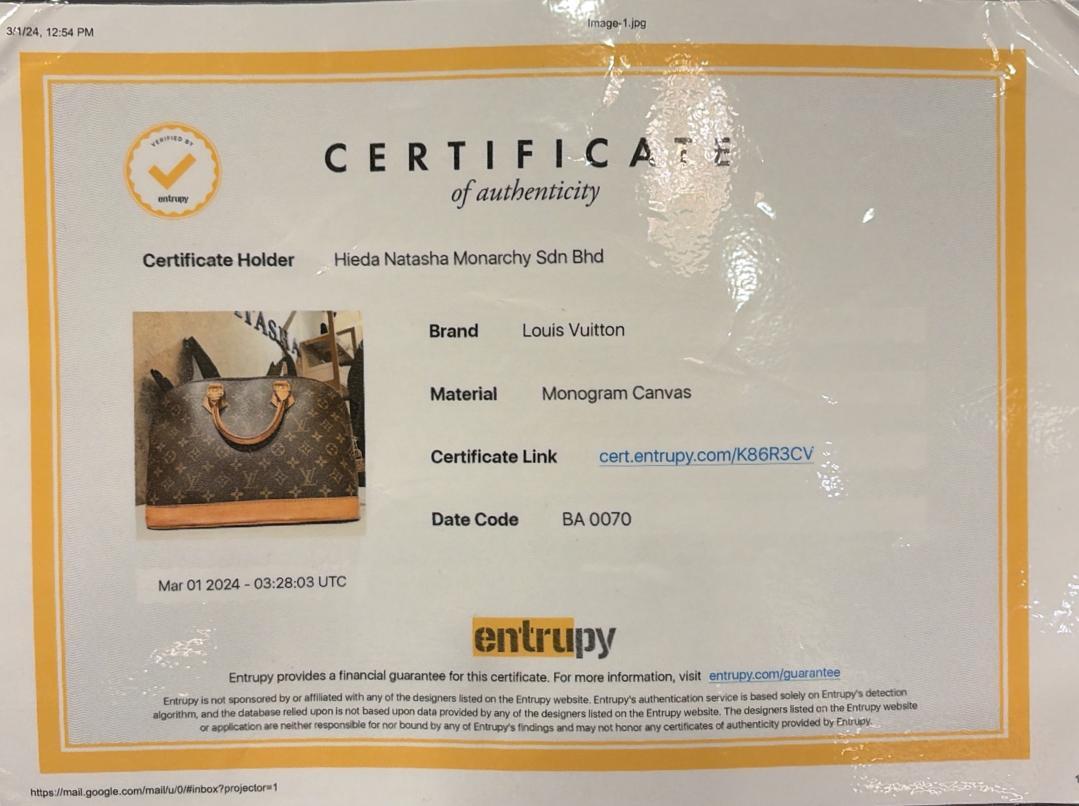 3/1/24, 12:54 PM
Image-1.jpg
VERIFIED BY
entrupy
CERTIFICATE
of authenticity
Certificate Holder Hieda Natasha Monarchy Sdn Bhd
TASHA
Brand Louis Vuitton
Material Monogram Canvas
Certificate Link cert.entrupy.com/K86R3CV
Date Code BA 0070
Mar 01 2024 - 03:28:03 UTC
entrupy
Entrupy provides a financial guarantee for this certificate. For more information, visit entrupy.com/guarantee
Entrupy is not sponsored by or affiliated with any of the designers listed on the Entrupy website. Entrupy's authentication service is based solely on Entrupy's detection
algorithm, and the database relied upon is not based upon data provided by any of the designers listed on the Entrupy website. The designers listed on the Entrupy website
or application are neither responsible for nor bound by any of Entrupy's findings and may not honor any certificates of authenticity provided by Entrupy.
https://mail.google.com/mail/u/0/#inbox?projector=1